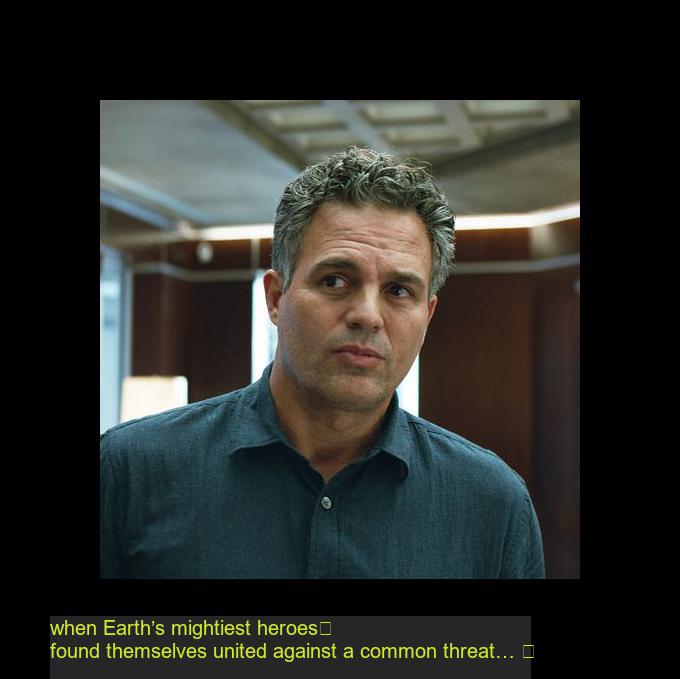 when Earth’s mightiest heroes
found themselves united against a common threat…